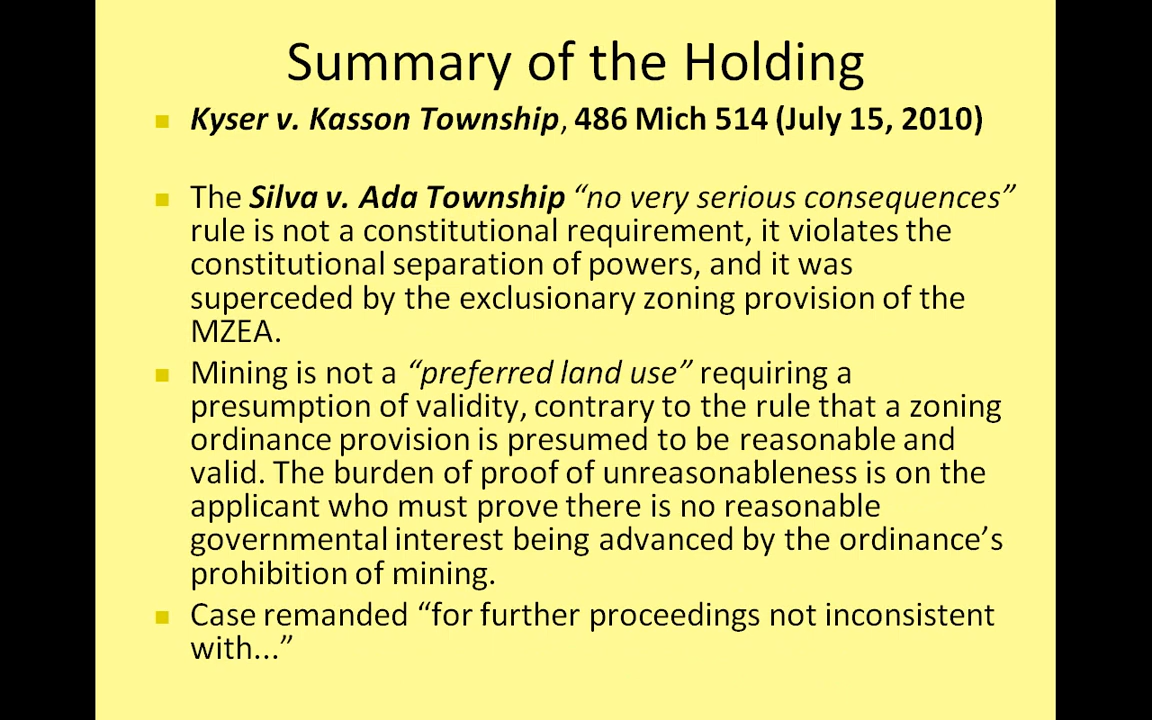 Summary of the Holding
Kyser v. Kasson Township, 486 Mich 514 (July 15, 2010)
The Silva v. Ada Township “no very serious consequences”
rule is not a constitutional requirement, it violates the
constitutional separation of powers, and it was
superceded by the exclusionary zoning provision of the
MZEA.
Mining is not a “preferred land use” requiring a
presumption of validity, contrary to the rule that a zoning
ordinance provision is presumed to be reasonable and
valid. The burden of proof of unreasonableness is on the
applicant who must prove there is no reasonable
governmental interest being advanced by the ordinance’s
prohibition of mining.
Case remanded “for further proceedings not inconsistent
with...”